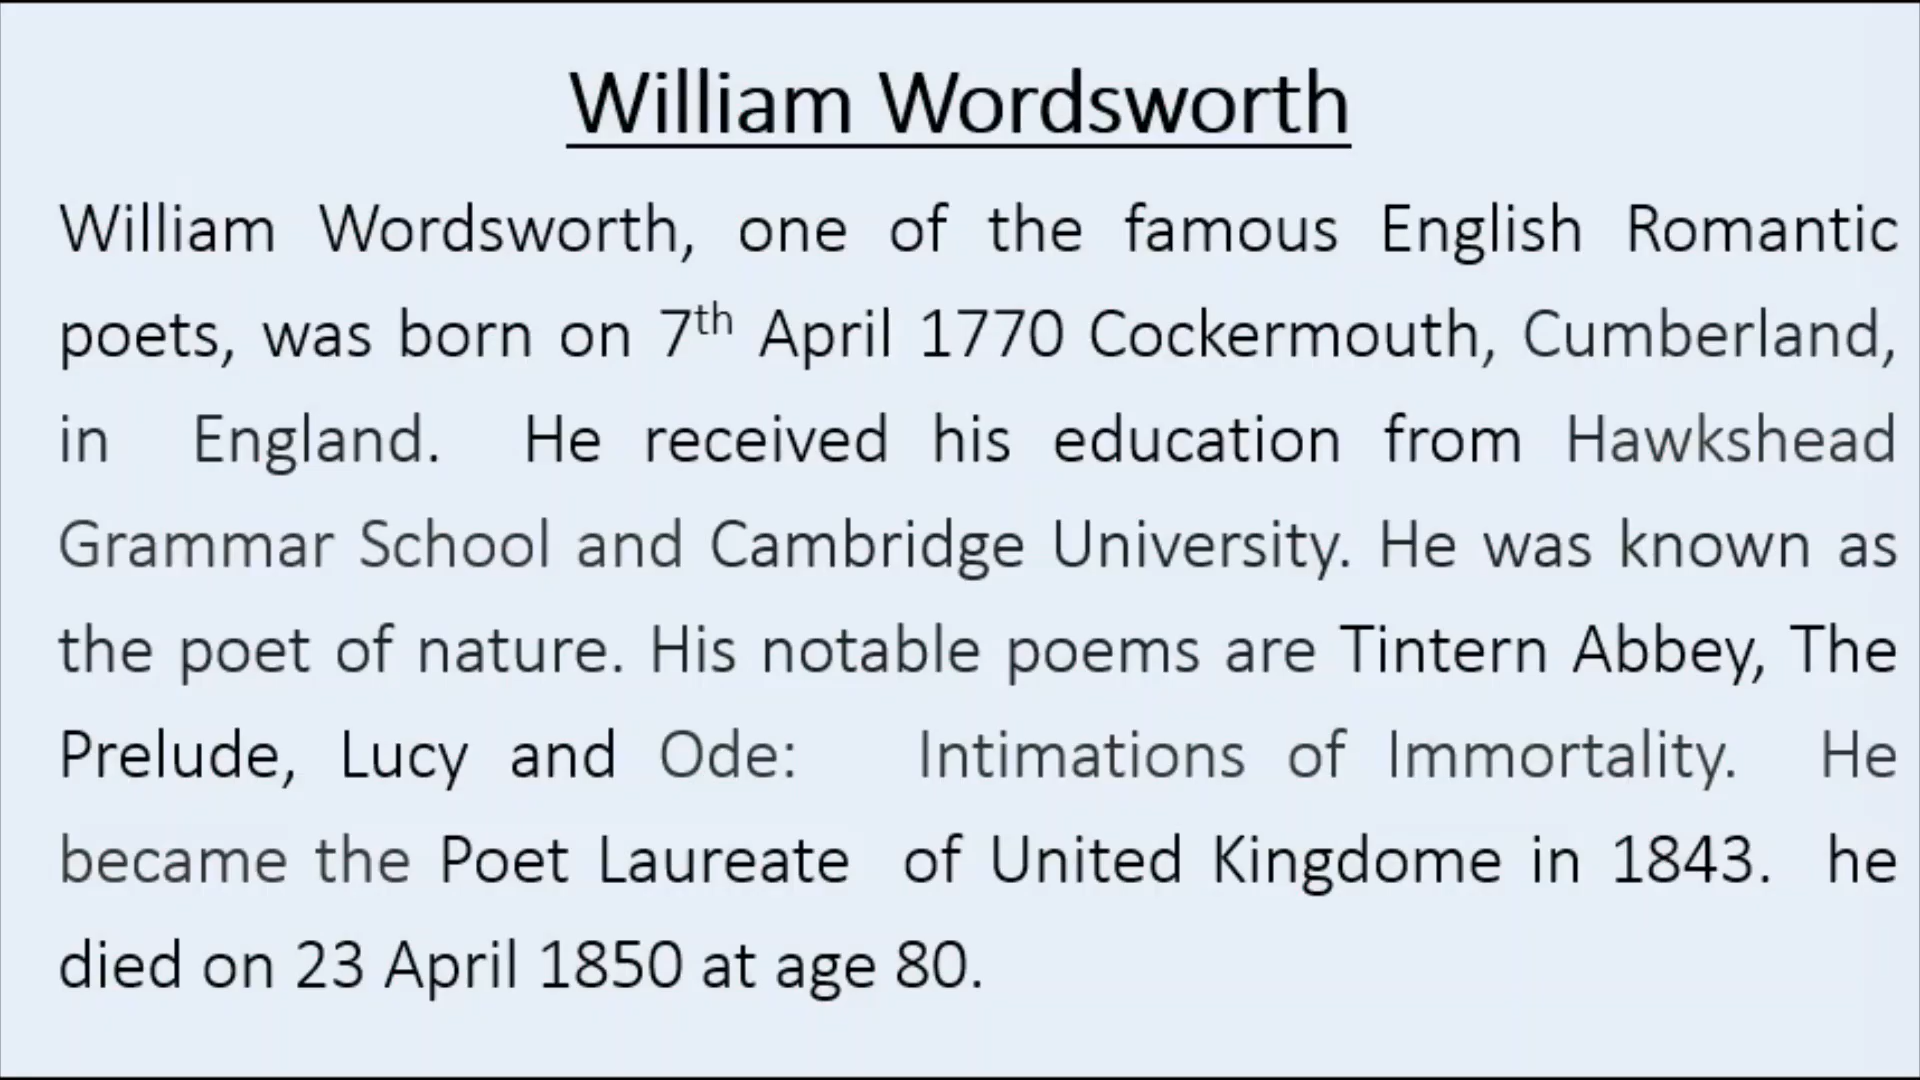 William Wordsworth
William Wordsworth, one of the famous English Romantic
poets, was born on 7th April 1770 Cockermouth, Cumberland,
in England. He received his education from Hawkshead
Grammar School and Cambridge University. He was known as
the poet of nature. His notable poems are Tintern Abbey, The
Prelude, Lucy and Ode: Intimations of Immortality. He
became the Poet Laureate of United Kingdome in 1843. he
died on 23 April 1850 at age 80.